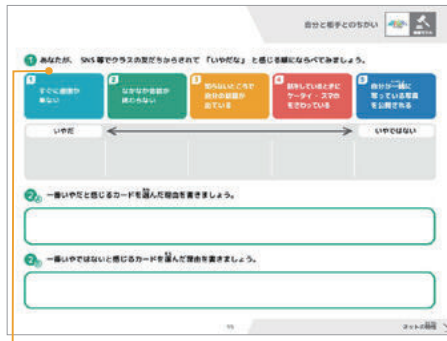 自分と相手とのちがい
1 あなたが、SNS等でクラスの友だちからされて「いやだな」と感じる順にならべてみましょう。
1
すぐに返信が
来ない
2
なかなか会話が
終わらない
3
知らないところで
自分の話題が
出ている
4
話をしているときに
ケータイ・スマホ
をさわっている
5
自分が一緒に
写っている写真
を公開される
いやだ
いやではない
2 一番いやだと感じるカードを選んだ理由を書きましょう。
2 一番いやではないと感じるカードを選んだ理由を書きましょう。